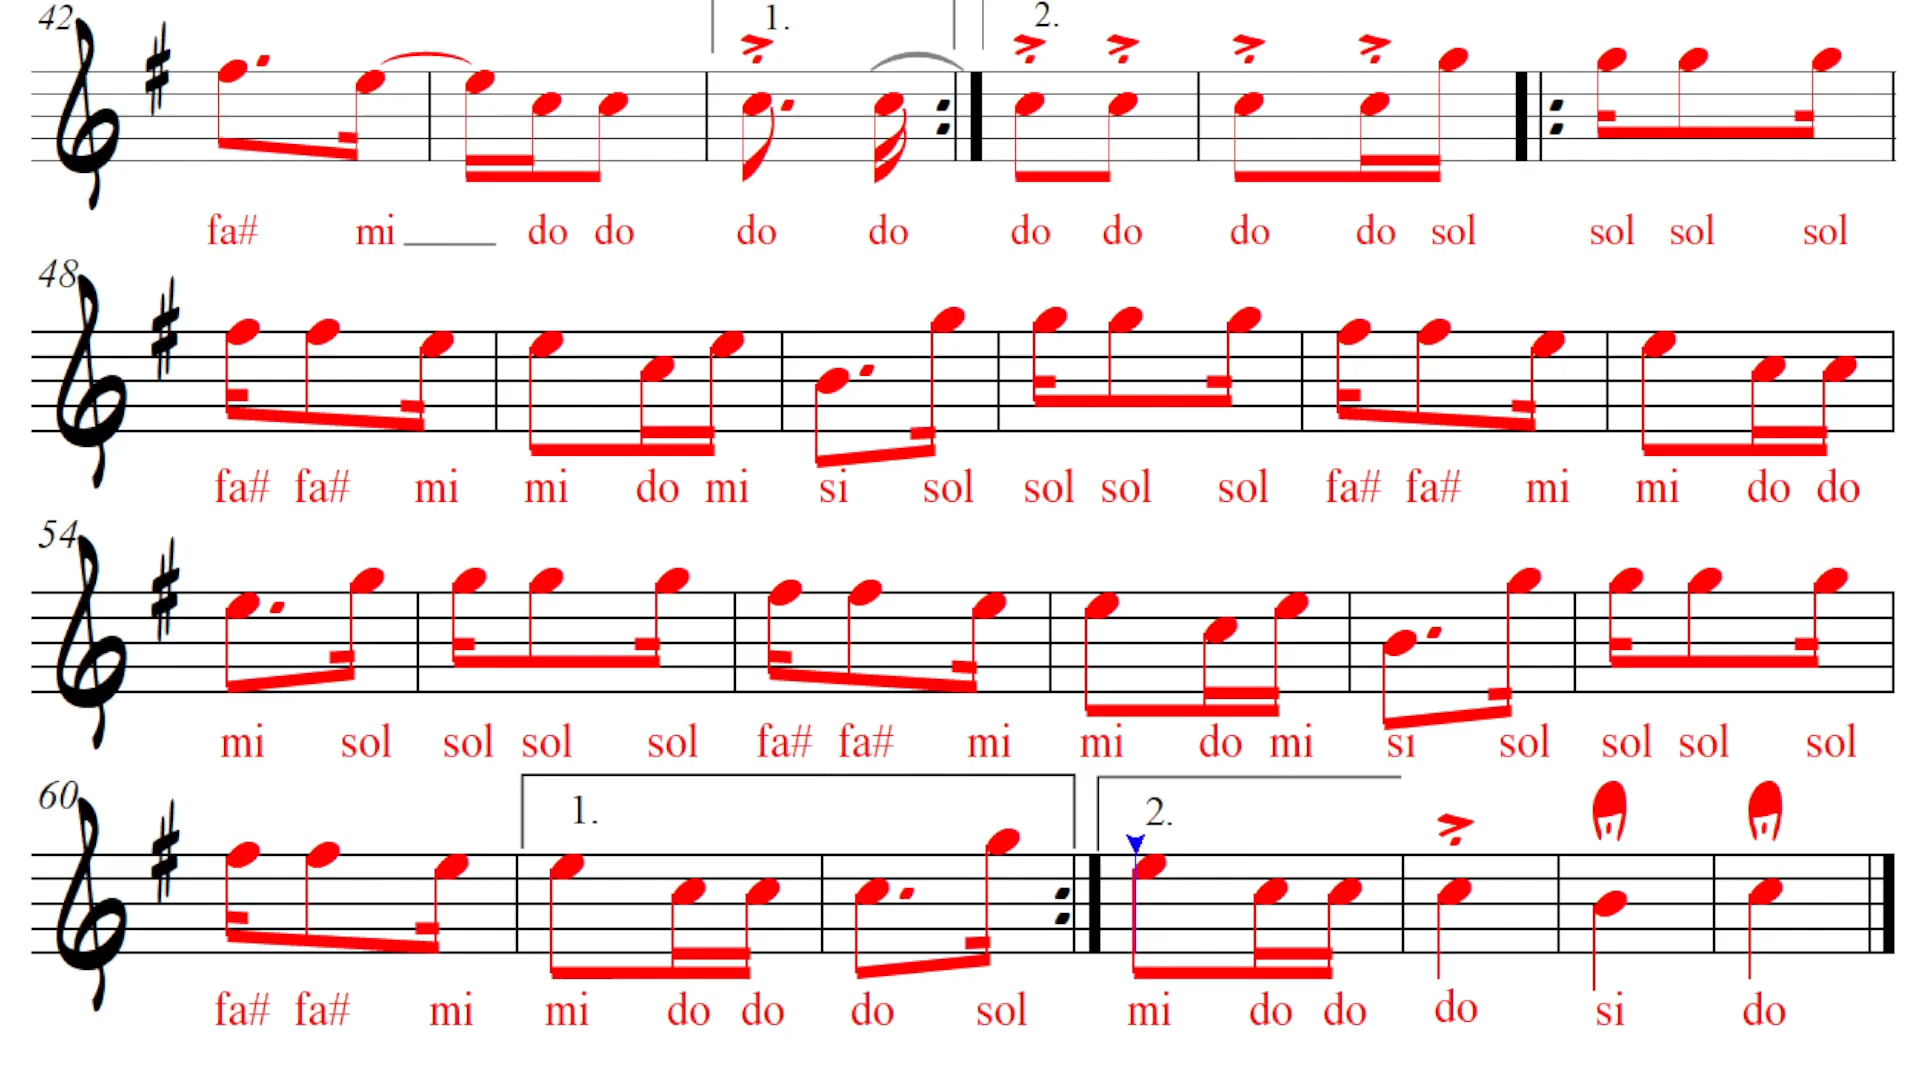 42 1. 2.
fa# mi____ do do do do do do do do sol sol sol sol
48
fa# fa# mi mi do mi si sol sol sol sol fa# fa# mi mi do do
54
mi sol sol sol sol fa# fa# mi mi do mi si sol sol sol sol
60 1. 2.
fa# fa# mi mi do do do sol mi do do do si do